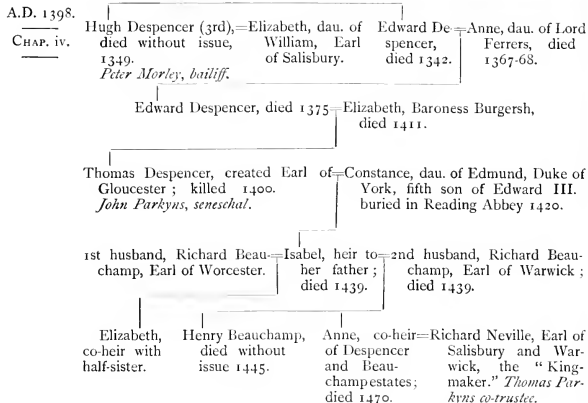 A.D. 1398.
CHAP. iv.
Hugh Despencer (3rd),=Elizabeth, dau. of
died without issue, William, Earl
1349. of Salisbury.
Peter Morley, bailiff.
Edward De-=Anne, dau. of Lord
spencer, Ferrers, died
died 1342. 1367-68.
Edward Despencer, died 1375=Elizabeth, Baroness Burgersh,
died 1411.
Thomas Despencer, created Earl of=Constance, dau. of Edmund, Duke of
Gloucester ; killed 1400. York, fifth son of Edward III.
John Parkyns, seneschal. buried in Reading Abbey 1420.
1st husband, Richard Beau-=Isabel, heir to=2nd husband, Richard Beau-
champ, Earl of Worcester. her father ; champ, Earl of Warwick ;
died 1439. died 1439.
Elizabeth,
co-heir with
half-sister.
Henry Beauchamp,
died without
issue 1445.
Anne, co-heir=Richard Neville, Earl of
of Despencer Salisbury and War-
and Beau- wick, the "King-
champ estates; maker." Thomas Par-
died 1470. kyns co-trustee.